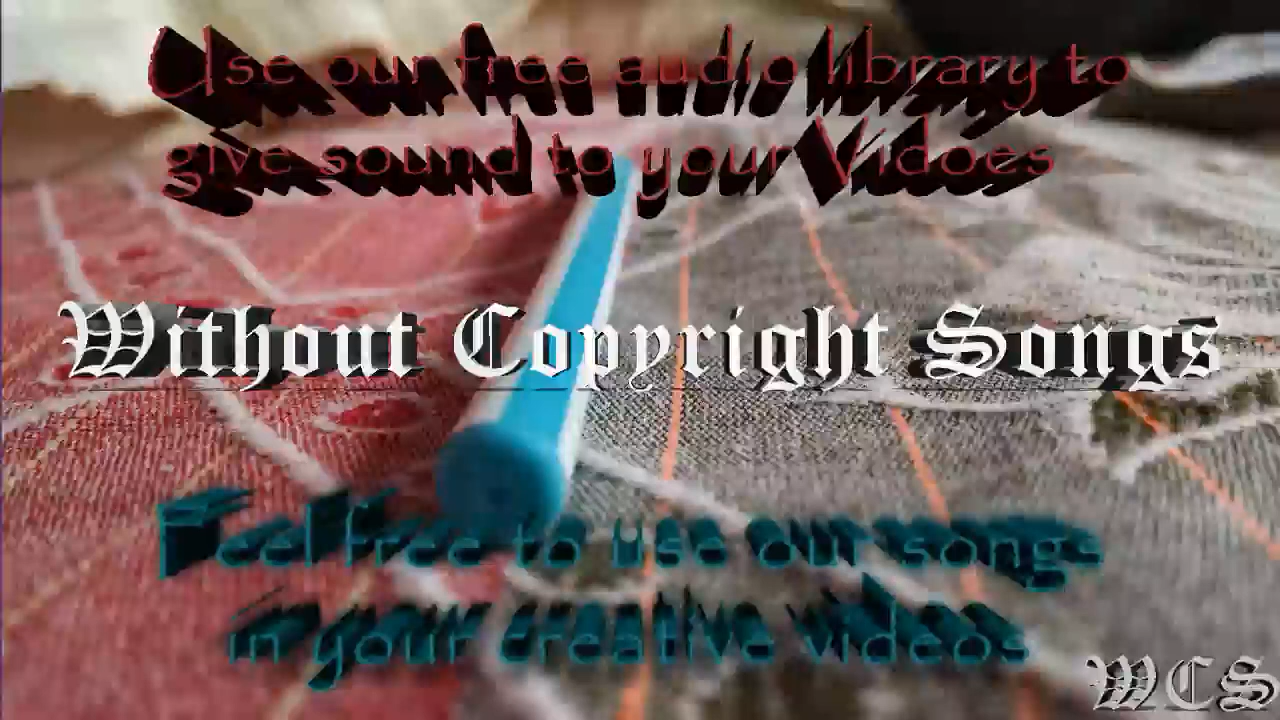 Use our free audio library to
give sound to your Vidoes
Without Copyright Songs
Feel free to use our songs
in your creative videos
WCS